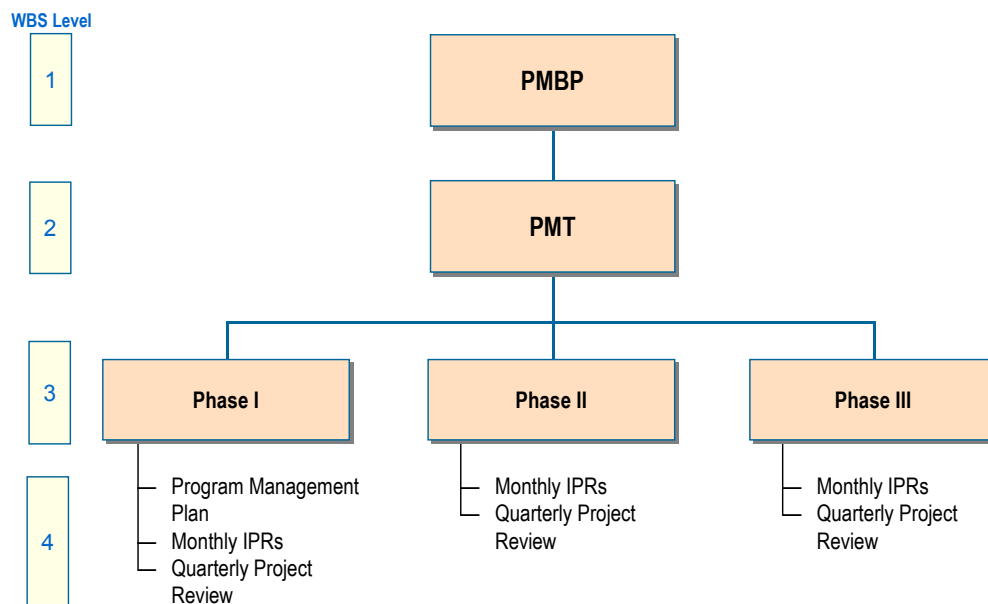 WBS Level
1
PMBP
2
PMT
3
Phase I
Phase II
Phase III
4
Program Management
Plan
Monthly IPRs
Quarterly Project
Review
Monthly IPRs
Quarterly Project
Review
Monthly IPRs
Quarterly Project
Review